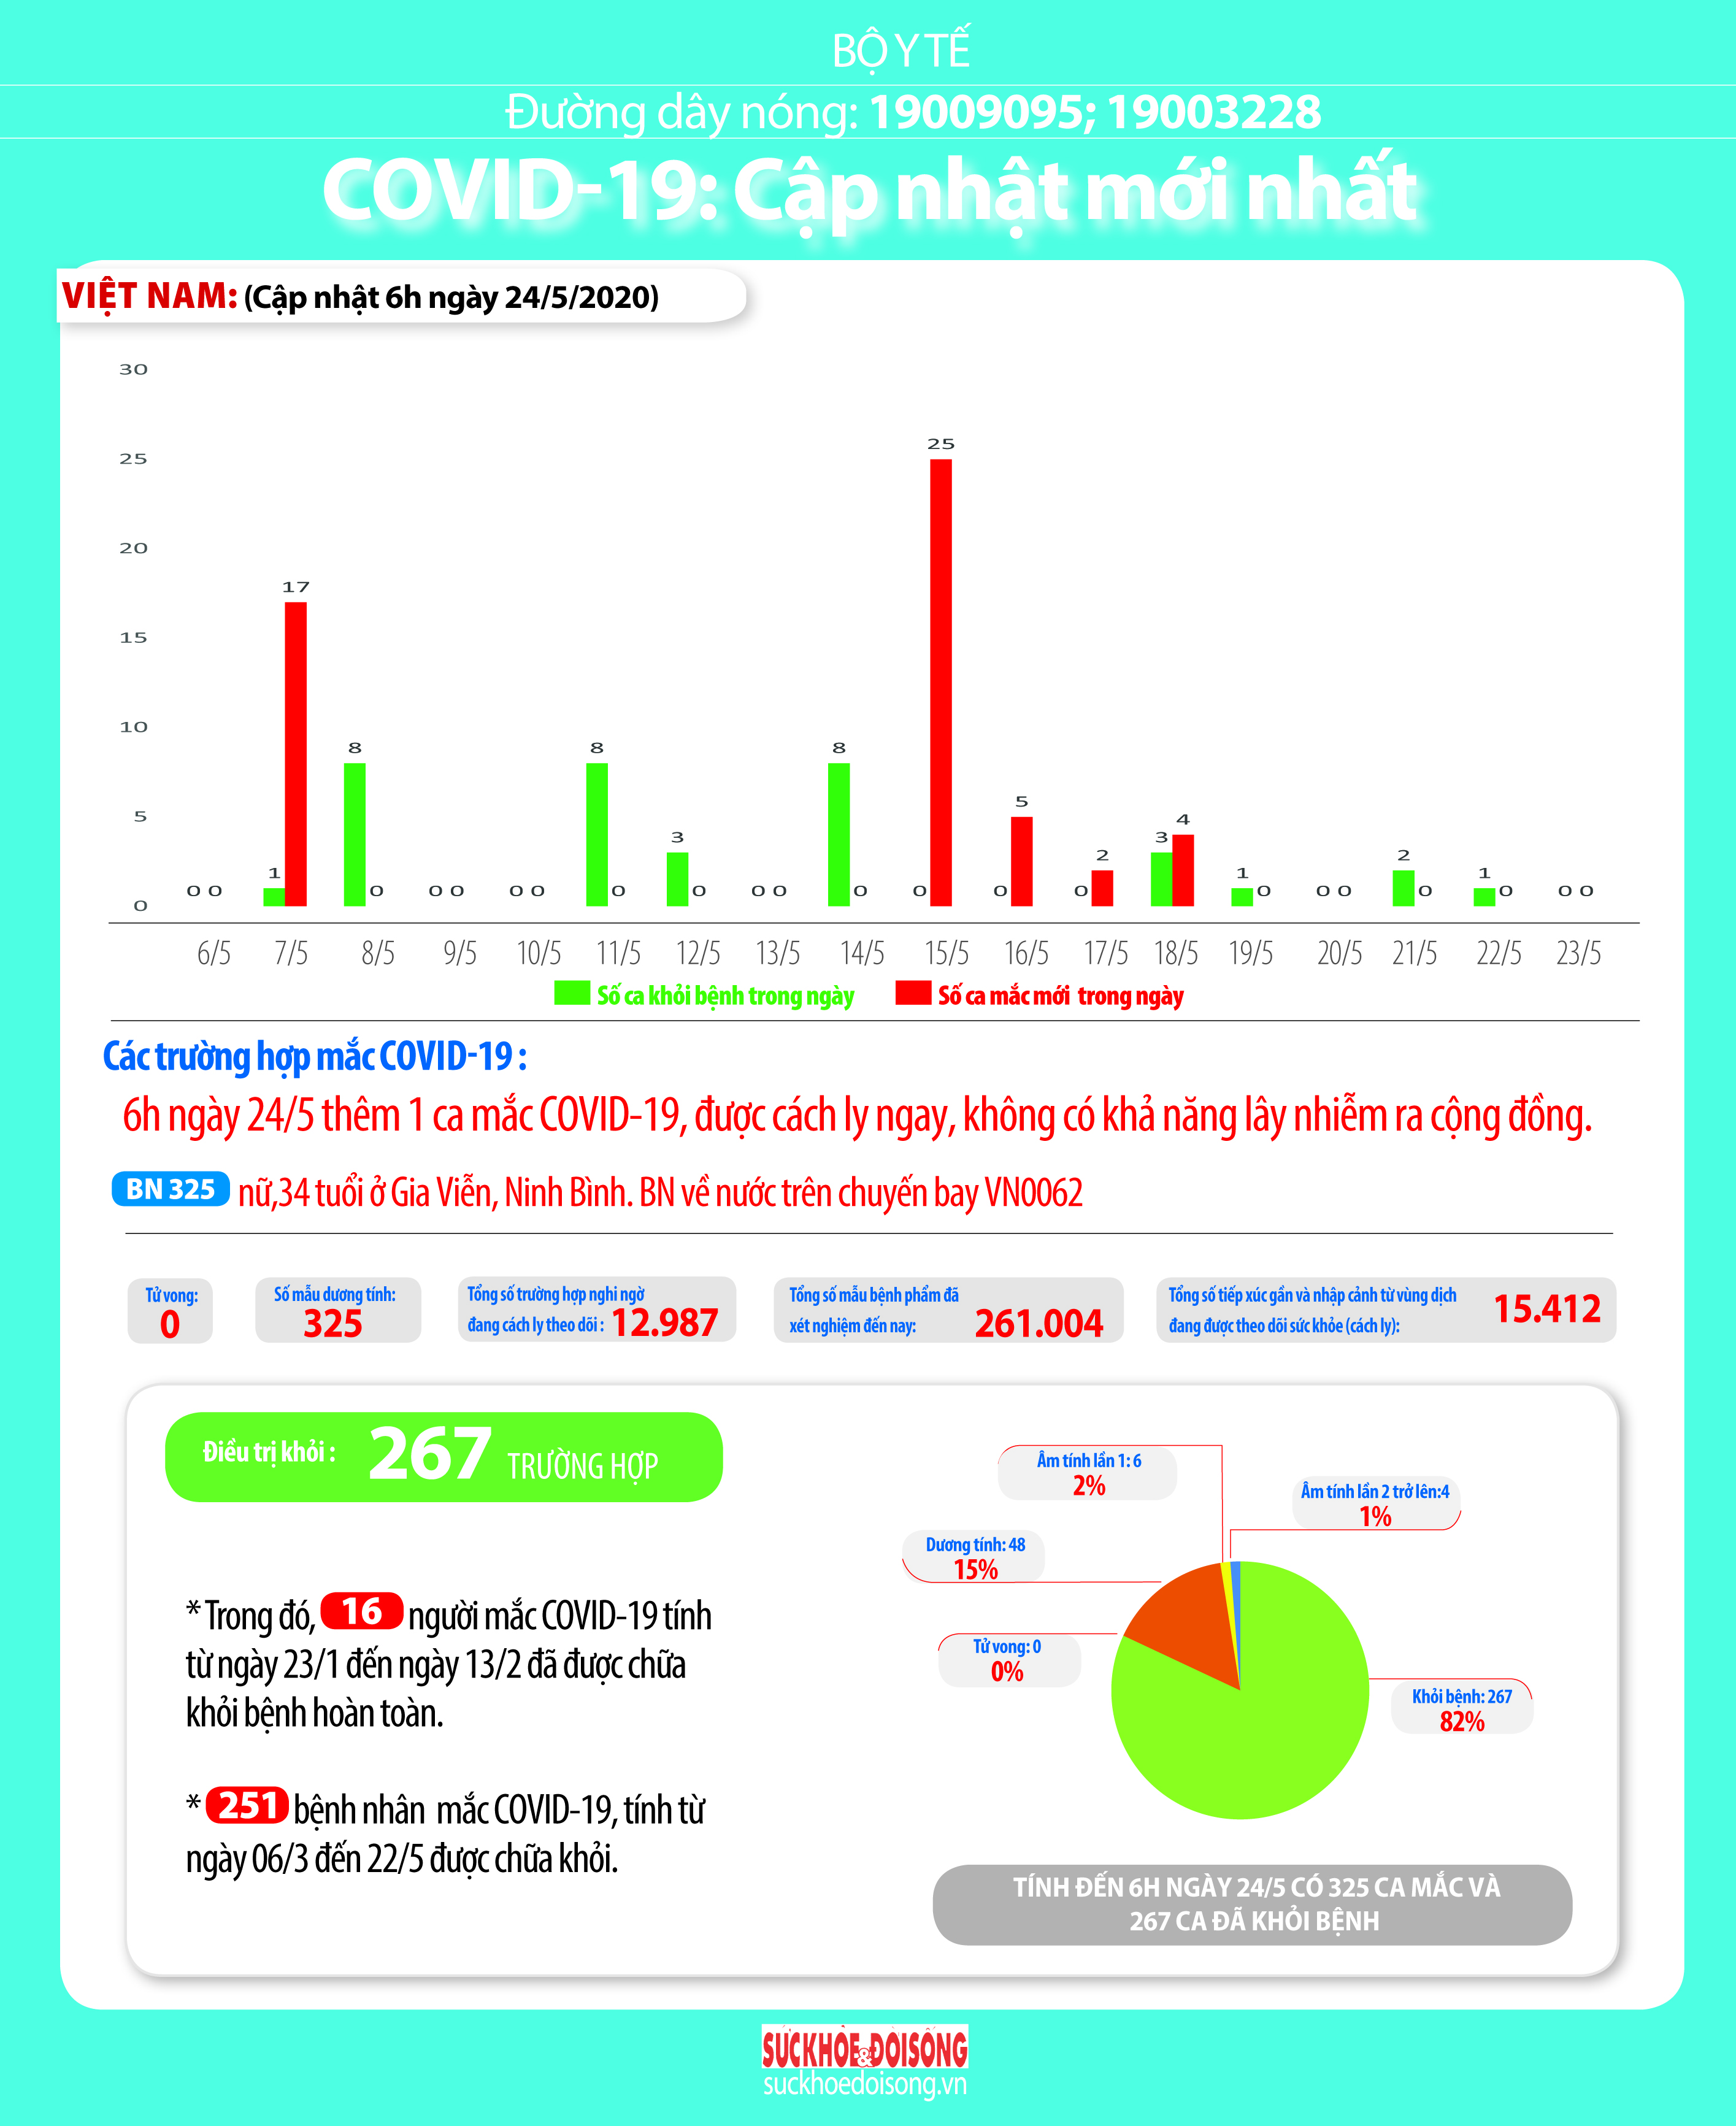 BỘ Y TẾ
Đường dây nóng: 19009095; 19003228
COVID-19: Cập nhật mới nhất
VIỆT NAM: (Cập nhật 6h ngày 24/5/2020)
30
25
20
15
10
5
0
0 0
1 17
8 0
0 0
0 0
8 0
3 0
0 0
8 0
0 25
0 5
0 2
3 4
1 0
0 0
2 0
1 0
0 0
6/5 7/5 8/5 9/5 10/5 11/5 12/5 13/5 14/5 15/5 16/5 17/5 18/5 19/5 20/5 21/5 22/5 23/5
Số ca khỏi bệnh trong ngày Số ca mắc mới trong ngày
Các trường hợp mắc COVID-19 :
6h ngày 24/5 thêm 1 ca mắc COVID-19, được cách ly ngay, không có khả năng lây nhiễm ra cộng đồng.
BN 325 nữ,34 tuổi ở Gia Viễn, Ninh Bình. BN về nước trên chuyến bay VN0062
Tử vong:
0
Số mẫu dương tính:
325
Tổng số trường hợp nghi ngờ
đang cách ly theo dõi : 12.987
Tổng số mẫu bệnh phẩm đã
xét nghiệm đến nay: 261.004
Tổng số tiếp xúc gần và nhập cảnh từ vùng dịch
đang được theo dõi sức khỏe (cách ly): 15.412
Điều trị khỏi : 267 TRƯỜNG HỢP
* Trong đó, 16 người mắc COVID-19 tính
từ ngày 23/1 đến ngày 13/2 đã được chữa
khỏi bệnh hoàn toàn.
* 251 bệnh nhân mắc COVID-19, tính từ
ngày 06/3 đến 22/5 được chữa khỏi.
Âm tính lần 1: 6
2%
Âm tính lần 2 trở lên:4
1%
Dương tính: 48
15%
Tử vong: 0
0%
Khỏi bệnh: 267
82%
TÍNH ĐẾN 6H NGÀY 24/5 CÓ 325 CA MẮC VÀ
267 CA ĐÃ KHỎI BỆNH
SỨC KHỎE & ĐỜI SỐNG
suckhoedoisong.vn